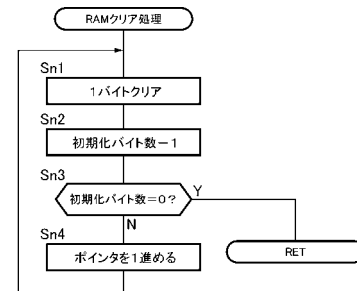 RAMクリア処理
Sn1
1バイトクリア
Sn2
初期化バイト数－1
Sn3
初期化バイト数=0?
Y
N
Sn4
ポインタを1進める
RET